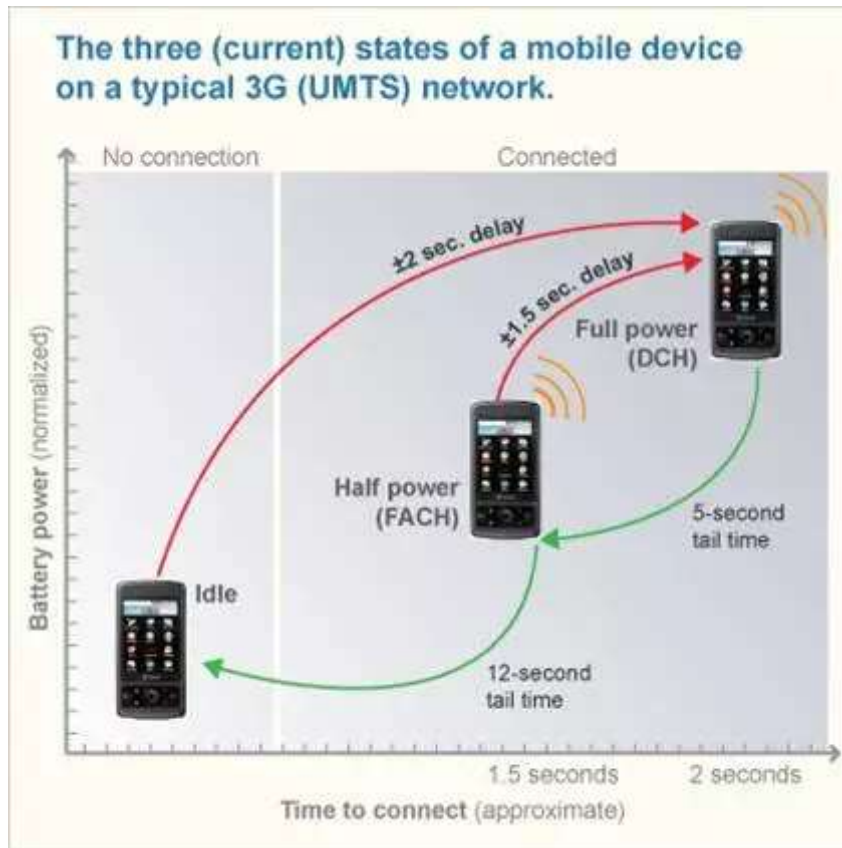 The three (current) states of a mobile device
on a typical 3G (UMTS) network.
No connection
Connected
±2 sec. delay
±1.5 sec. delay
Full power
(DCH)
Half power
(FACH)
5-second
tail time
Idle
12-second
tail time
Battery power (normalized)
1.5 seconds
2 seconds
Time to connect (approximate)